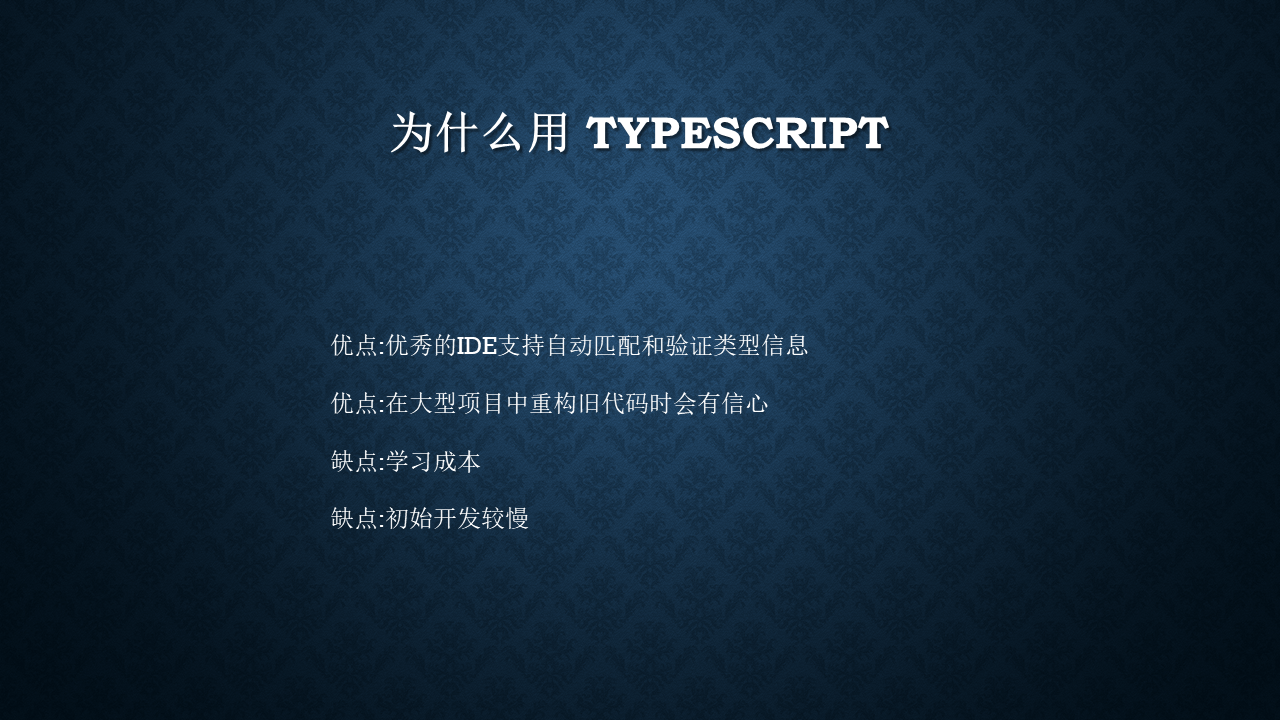 为什么用 TYPESCRIPT
优点:优秀的IDE支持自动匹配和验证类型信息
优点:在大型项目中重构旧代码时会有信心
缺点:学习成本
缺点:初始开发较慢